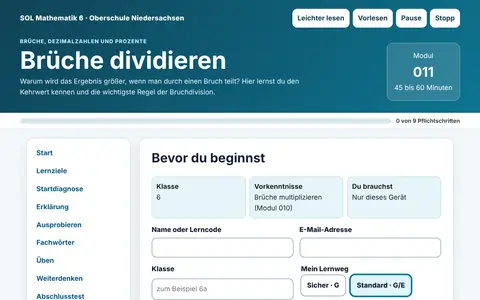 SOL Mathematik 6 · Oberschule Niedersachsen
Leichter lesen
Vorlesen
Pause
Stopp
BRÜCHE, DEZIMALZAHLEN UND PROZENTE
Brüche dividieren
Warum wird das Ergebnis größer, wenn man durch einen Bruch teilt? Hier lernst du den
Kehrwert kennen und die wichtigste Regel der Bruchdivision.
Modul
011
45 bis 60 Minuten
0 von 9 Pflichtschritten
Start
Lernziele
Startdiagnose
Erklärung
Ausprobieren
Fachwörter
Üben
Weiterdenken
Abschlusstest
Bevor du beginnst
Klasse
6
Vorkenntnisse
Brüche multiplizieren
(Modul 010)
Du brauchst
Nur dieses Gerät
Name oder Lerncode
E-Mail-Adresse
Klasse
zum Beispiel 6a
Mein Lernweg
Sicher · G
Standard · G/E